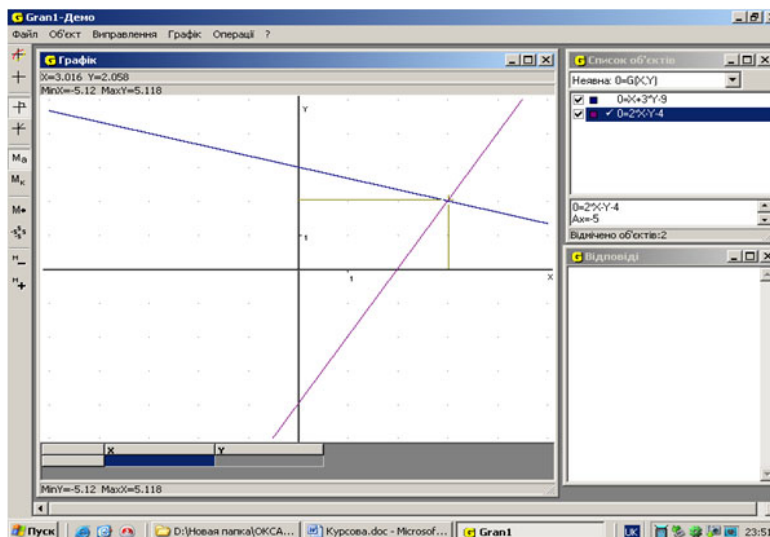 Gran1-Демо
Файл Об'єкт Виправлення Графік Операції ?
Графік
X=3.016 Y=2.058
MinX=-5.12 MaxY=5.118
Y
1
1
X
X Y
MinY=-5.12 MaxX=5.118
Ma
Mк
M•
Список об'єктів
Неявна: 0=G(X,Y)
0=X+3*Y-9
0=2*X-Y-4
0=2*X-Y-4
Ax=-5
Відмічено об'єктів:2
Відповіді
Пуск D:\Новая папка\ОКСА... Курсова.doc - Microsof... Gran1 UK 23:51